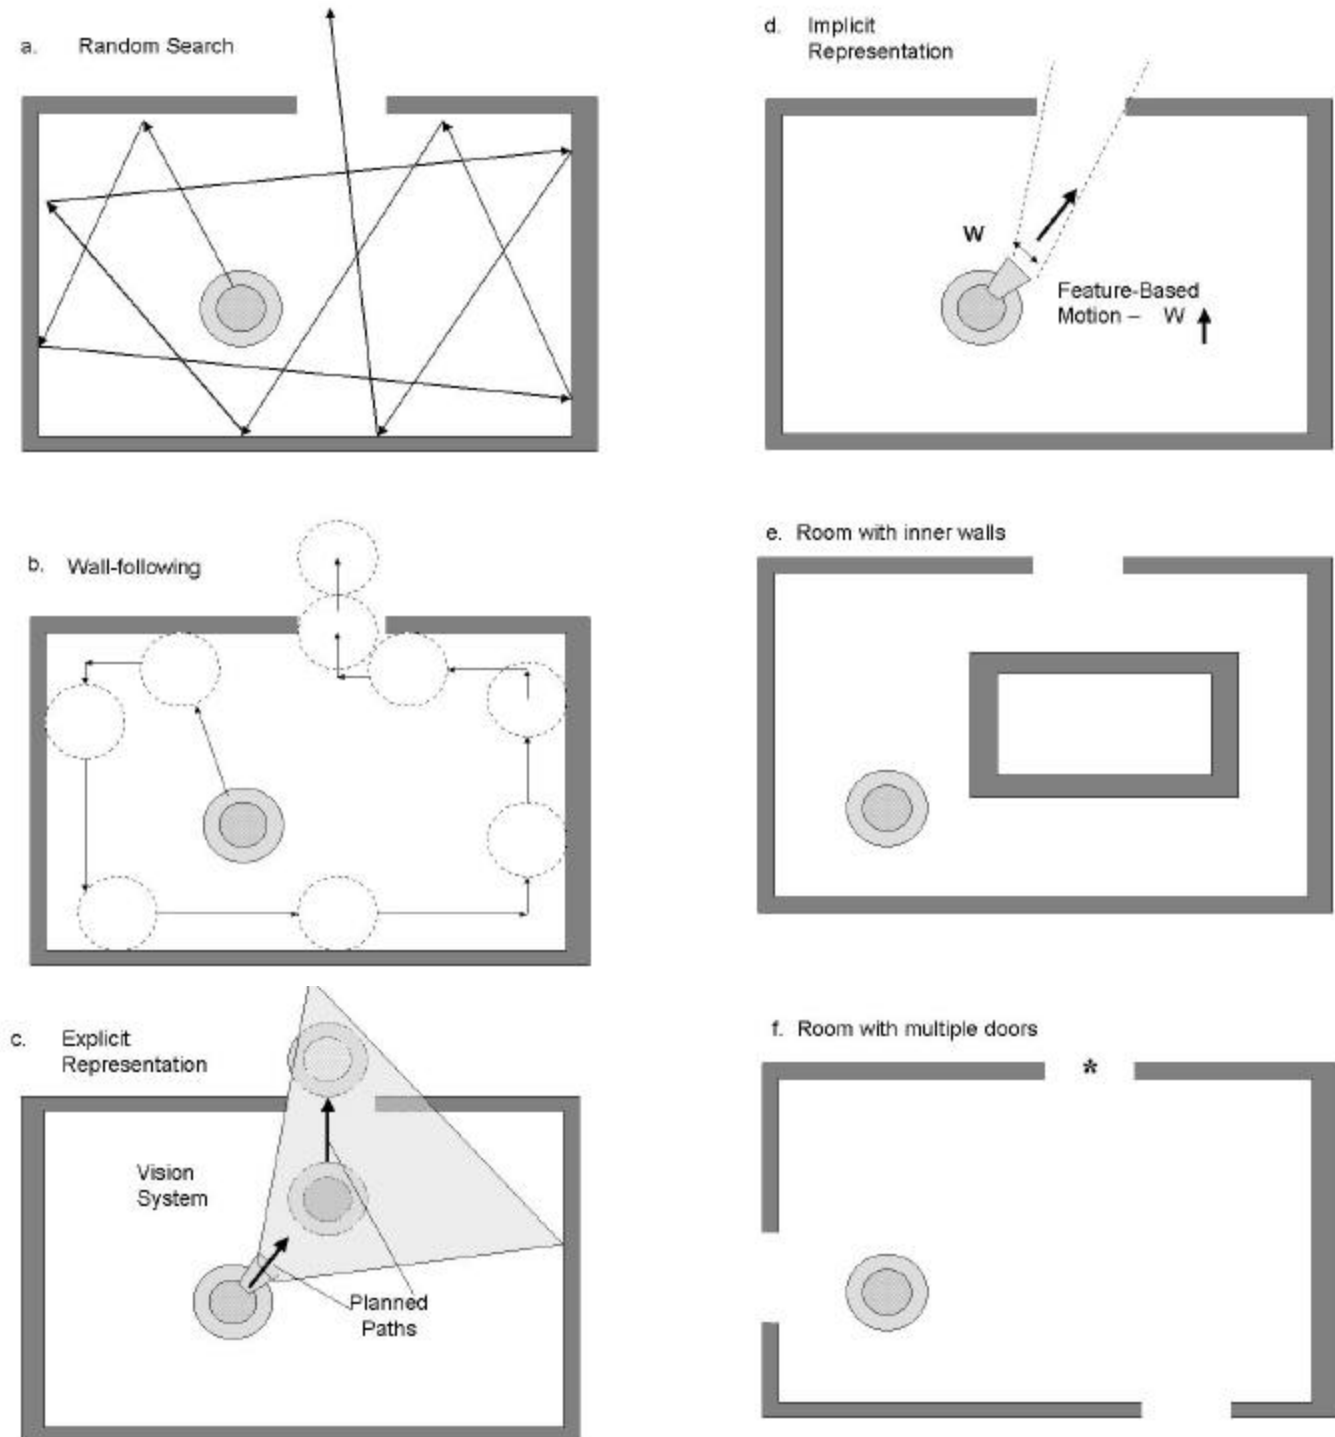 a. Random Search
b. Wall-following
c. Explicit
Representation
Vision
System
Planned
Paths
d. Implicit
Representation
W
Feature-Based
Motion – W
e. Room with inner walls
f. Room with multiple doors
*